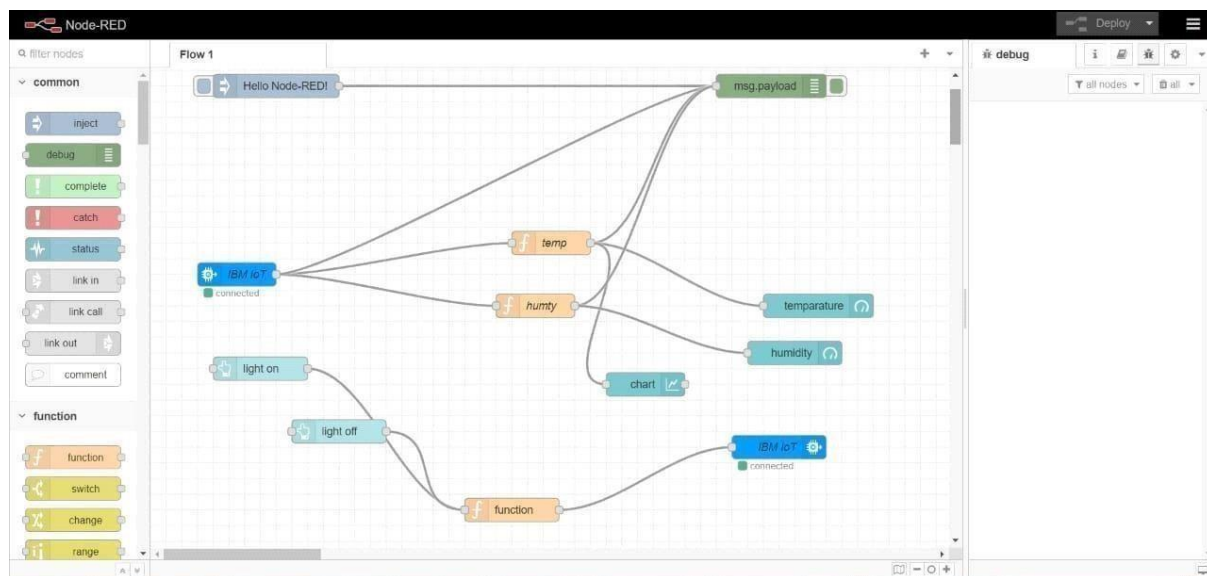 Node-RED
Deploy
filter nodes
Flow 1
debug
i
all nodes
all
common
inject
debug
complete
catch
status
link in
link call
link out
comment
function
function
switch
change
range
Hello Node-RED!
msg.payload
temp
IBM IoT
connected
humty
temparature
humidity
light on
chart
light off
IBM IoT
connected
function